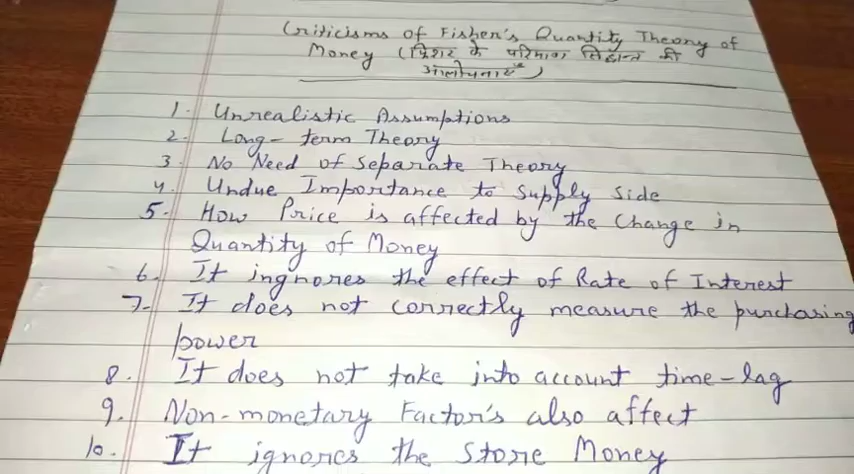 Criticisms of Fisher's Quantity Theory of
Money (फिशर के परिमाण सिद्धान्त की
आलोचनाएँ)
1. Unrealistic Assumptions
2. Long-term Theory
3. No Need of Separate Theory
4. Undue Importance to Supply Side
5. How Price is affected by the Change in
Quantity of Money
6. It ingnores the effect of Rate of Interest
7. It does not correctly measure the purchasing
power
8. It does not take into account time-lag
9. Non-monetary Factor's also affect
10. It ignores the Store Money